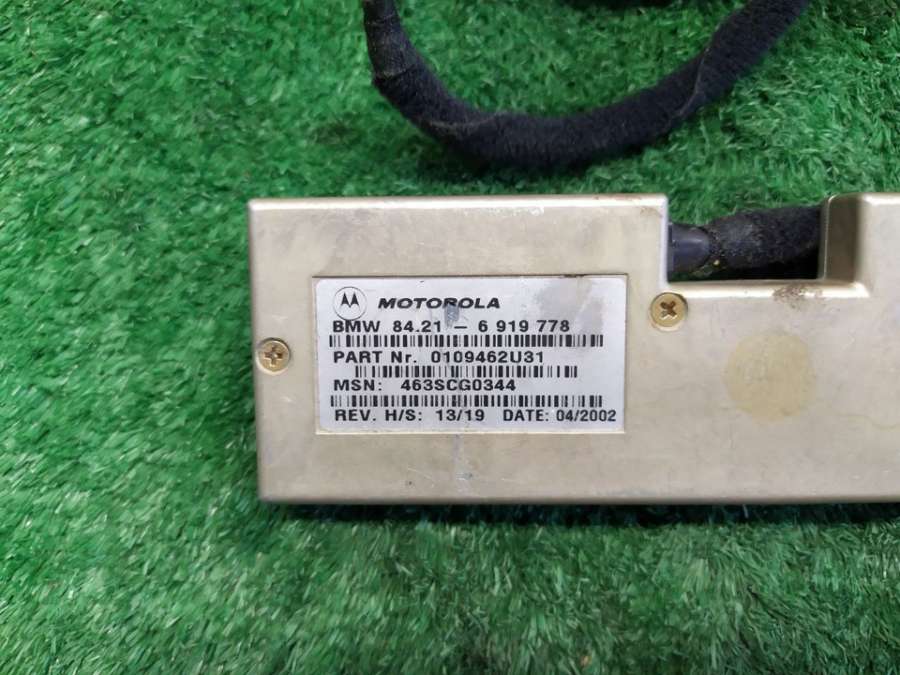 MOTOROLA
BMW 84.21 – 6 919 778
PART Nr. 0109462U31
MSN: 463SCG0344
REV. H/S: 13/19 DATE: 04/2002